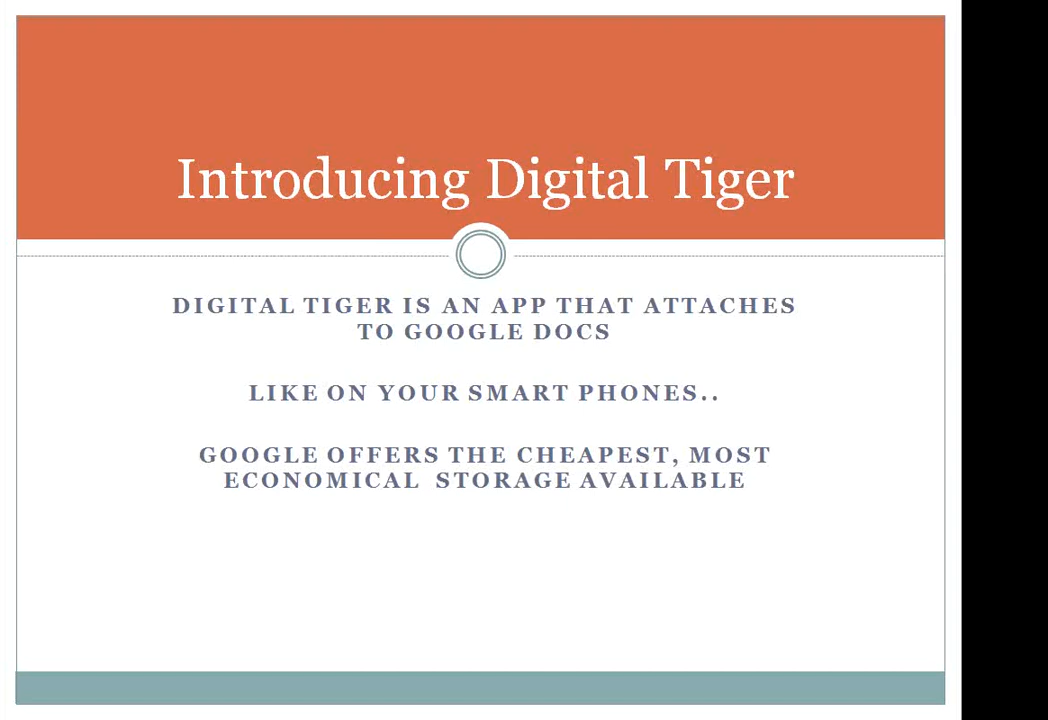 Introducing Digital Tiger
DIGITAL TIGER IS AN APP THAT ATTACHES
TO GOOGLE DOCS
LIKE ON YOUR SMART PHONES..
GOOGLE OFFERS THE CHEAPEST, MOST
ECONOMICAL STORAGE AVAILABLE